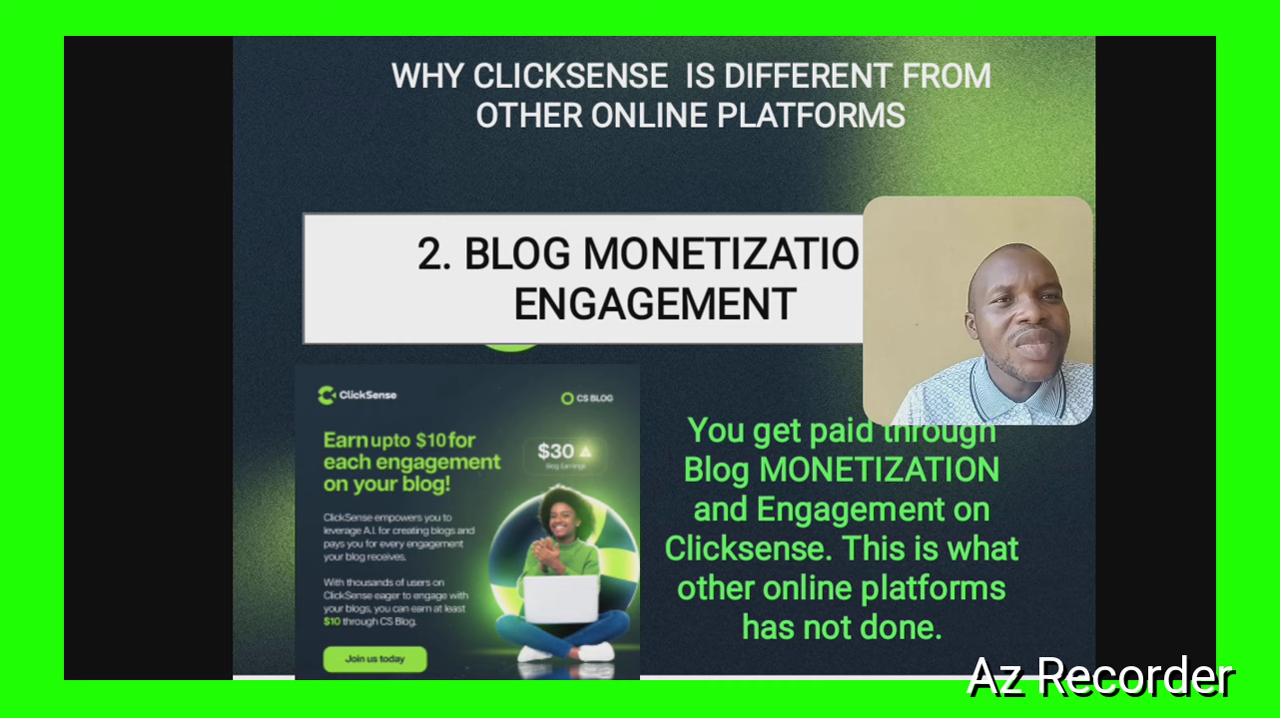 WHY CLICKSENSE IS DIFFERENT FROM
OTHER ONLINE PLATFORMS
2. BLOG MONETIZATIO
ENGAGEMENT
ClickSense
CS BLOG
Earn upto $10 for
each engagement
on your blog!
$30
Blog Earnings
ClickSense empowers you to
leverage A.I. for creating blogs and
pays you for every engagement
your blog receives.
With thousands of users on
ClickSense eager to engage with
your blogs, you can earn at least
$10 through CS Blog.
Join us today
You get paid through
Blog MONETIZATION
and Engagement on
Clicksense. This is what
other online platforms
has not done.
Az Recorder